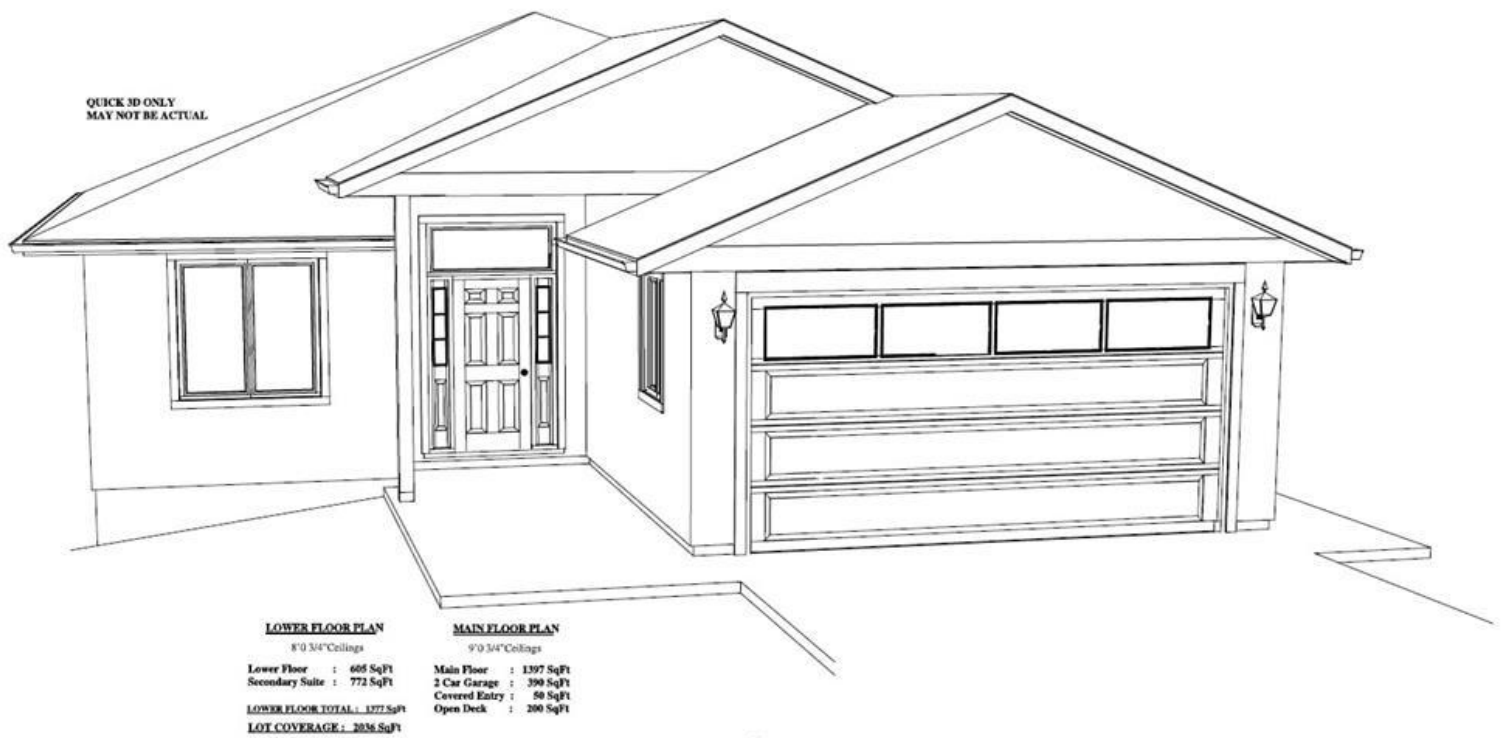 QUICK 3D ONLY
MAY NOT BE ACTUAL
LOWER FLOOR PLAN
8'0 3/4"Ceilings
Lower Floor : 605 SqFt
Secondary Suite : 772 SqFt
LOWER FLOOR TOTAL : 1377 SqFt
LOT COVERAGE : 2036 SqFt
MAIN FLOOR PLAN
9'0 3/4"Ceilings
Main Floor : 1397 SqFt
2 Car Garage : 390 SqFt
Covered Entry : 50 SqFt
Open Deck : 200 SqFt